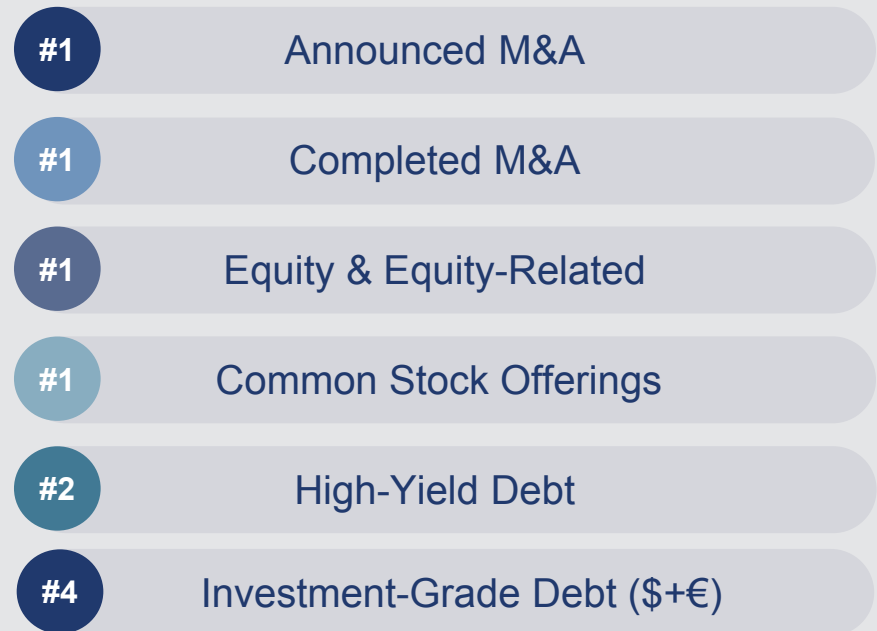 #1 Announced M&A
#1 Completed M&A
#1 Equity & Equity-Related
#1 Common Stock Offerings
#2 High-Yield Debt
#4 Investment-Grade Debt ($+€)